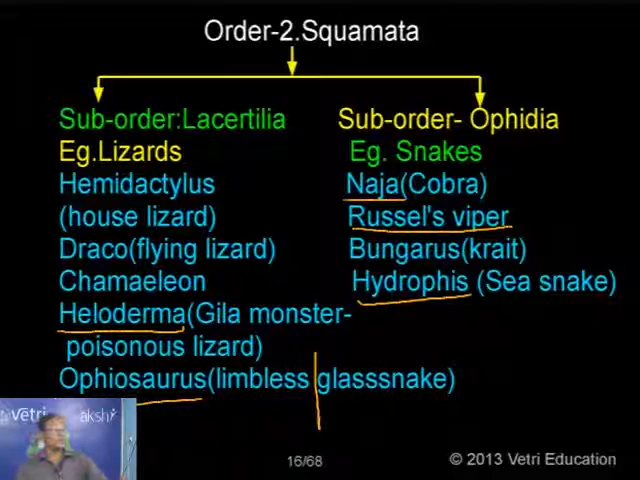 Order-2.Squamata
Sub-order:Lacertilia
Eg.Lizards
Hemidactylus
(house lizard)
Draco(flying lizard)
Chamaeleon
Heloderma(Gila monster-
poisonous lizard)
Ophiosaurus(limbless glasssnake)
Sub-order- Ophidia
Eg. Snakes
Naja(Cobra)
Russel's viper
Bungarus(krait)
Hydrophis (Sea snake)
vetri
akshi
16/68
© 2013 Vetri Education